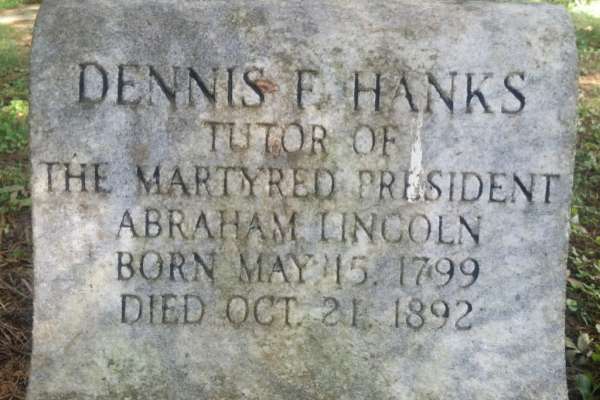 DENNIS F. HANKS
TUTOR OF
THE MARTYRED PRESIDENT
ABRAHAM LINCOLN
BORN MAY 15, 1799
DIED OCT. 21, 1892